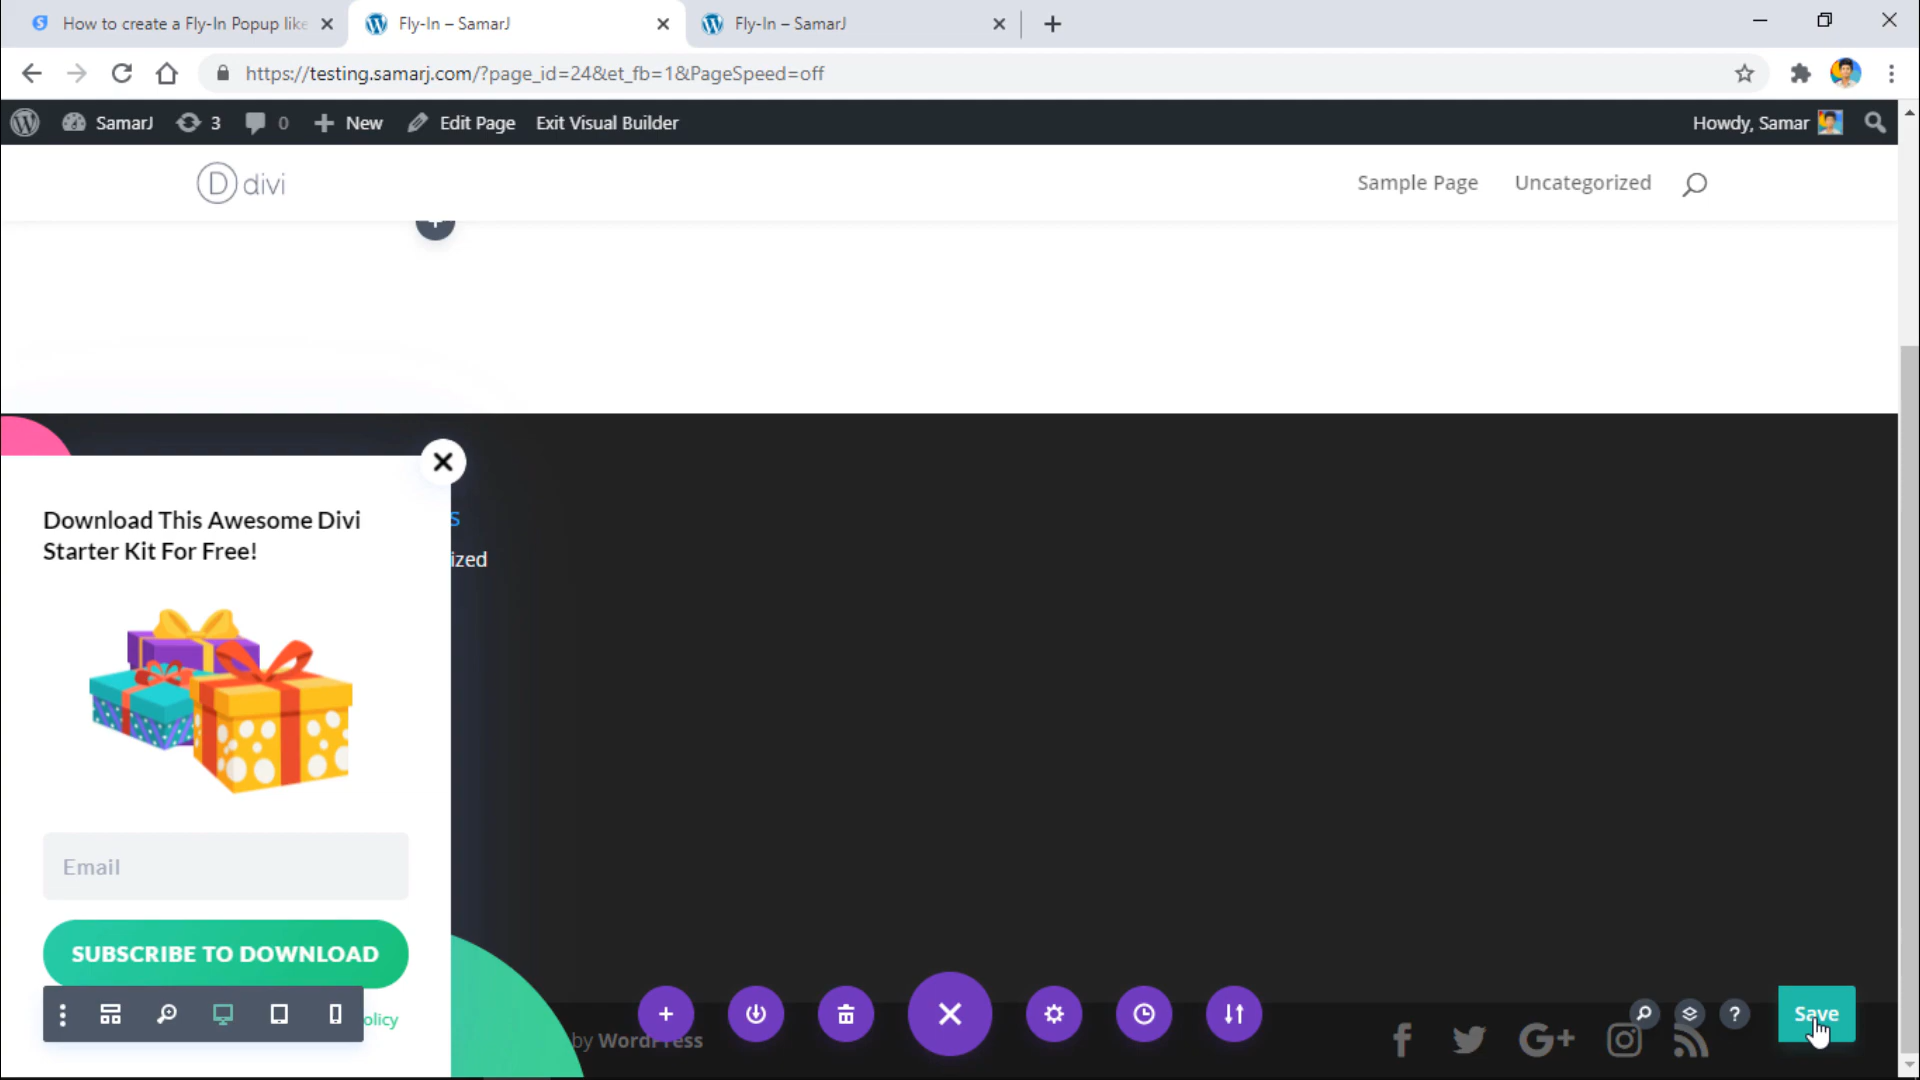 How to create a Fly-In Popup like
Fly-In – SamarJ
Fly-In – SamarJ
https://testing.samarj.com/?page_id=24&et_fb=1&PageSpeed=off
SamarJ
3
0
New
Edit Page
Exit Visual Builder
Howdy, Samar
D divi
Sample Page
Uncategorized
Download This Awesome Divi
Starter Kit For Free!
s
ized
Email
SUBSCRIBE TO DOWNLOAD
olicy
by WordPress
?
Save